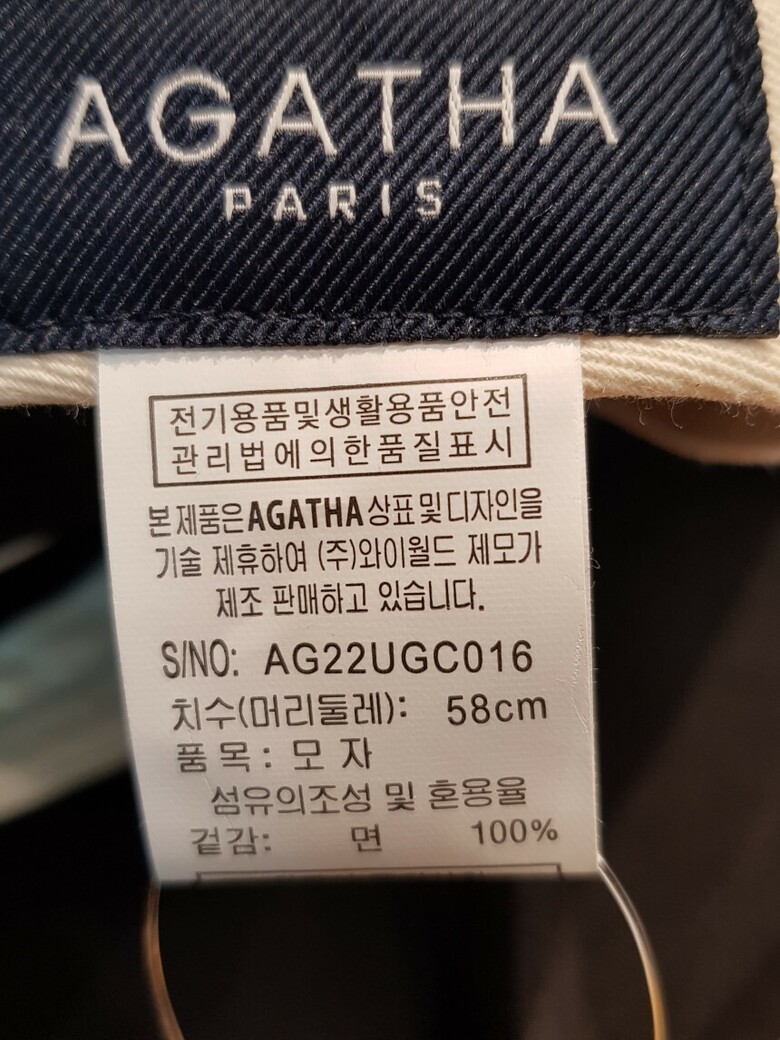 AGATHA
PARIS
전기용품및생활용품안전
관리법에의한품질표시
본제품은AGATHA상표및디자인을
기술 제휴하여 (주)와이월드 제모가
제조 판매하고 있습니다.
S/NO: AG22UGC016
치수(머리둘레): 58cm
품 목 : 모 자
섬유의조성 및 혼용율
겉감: 면 100%